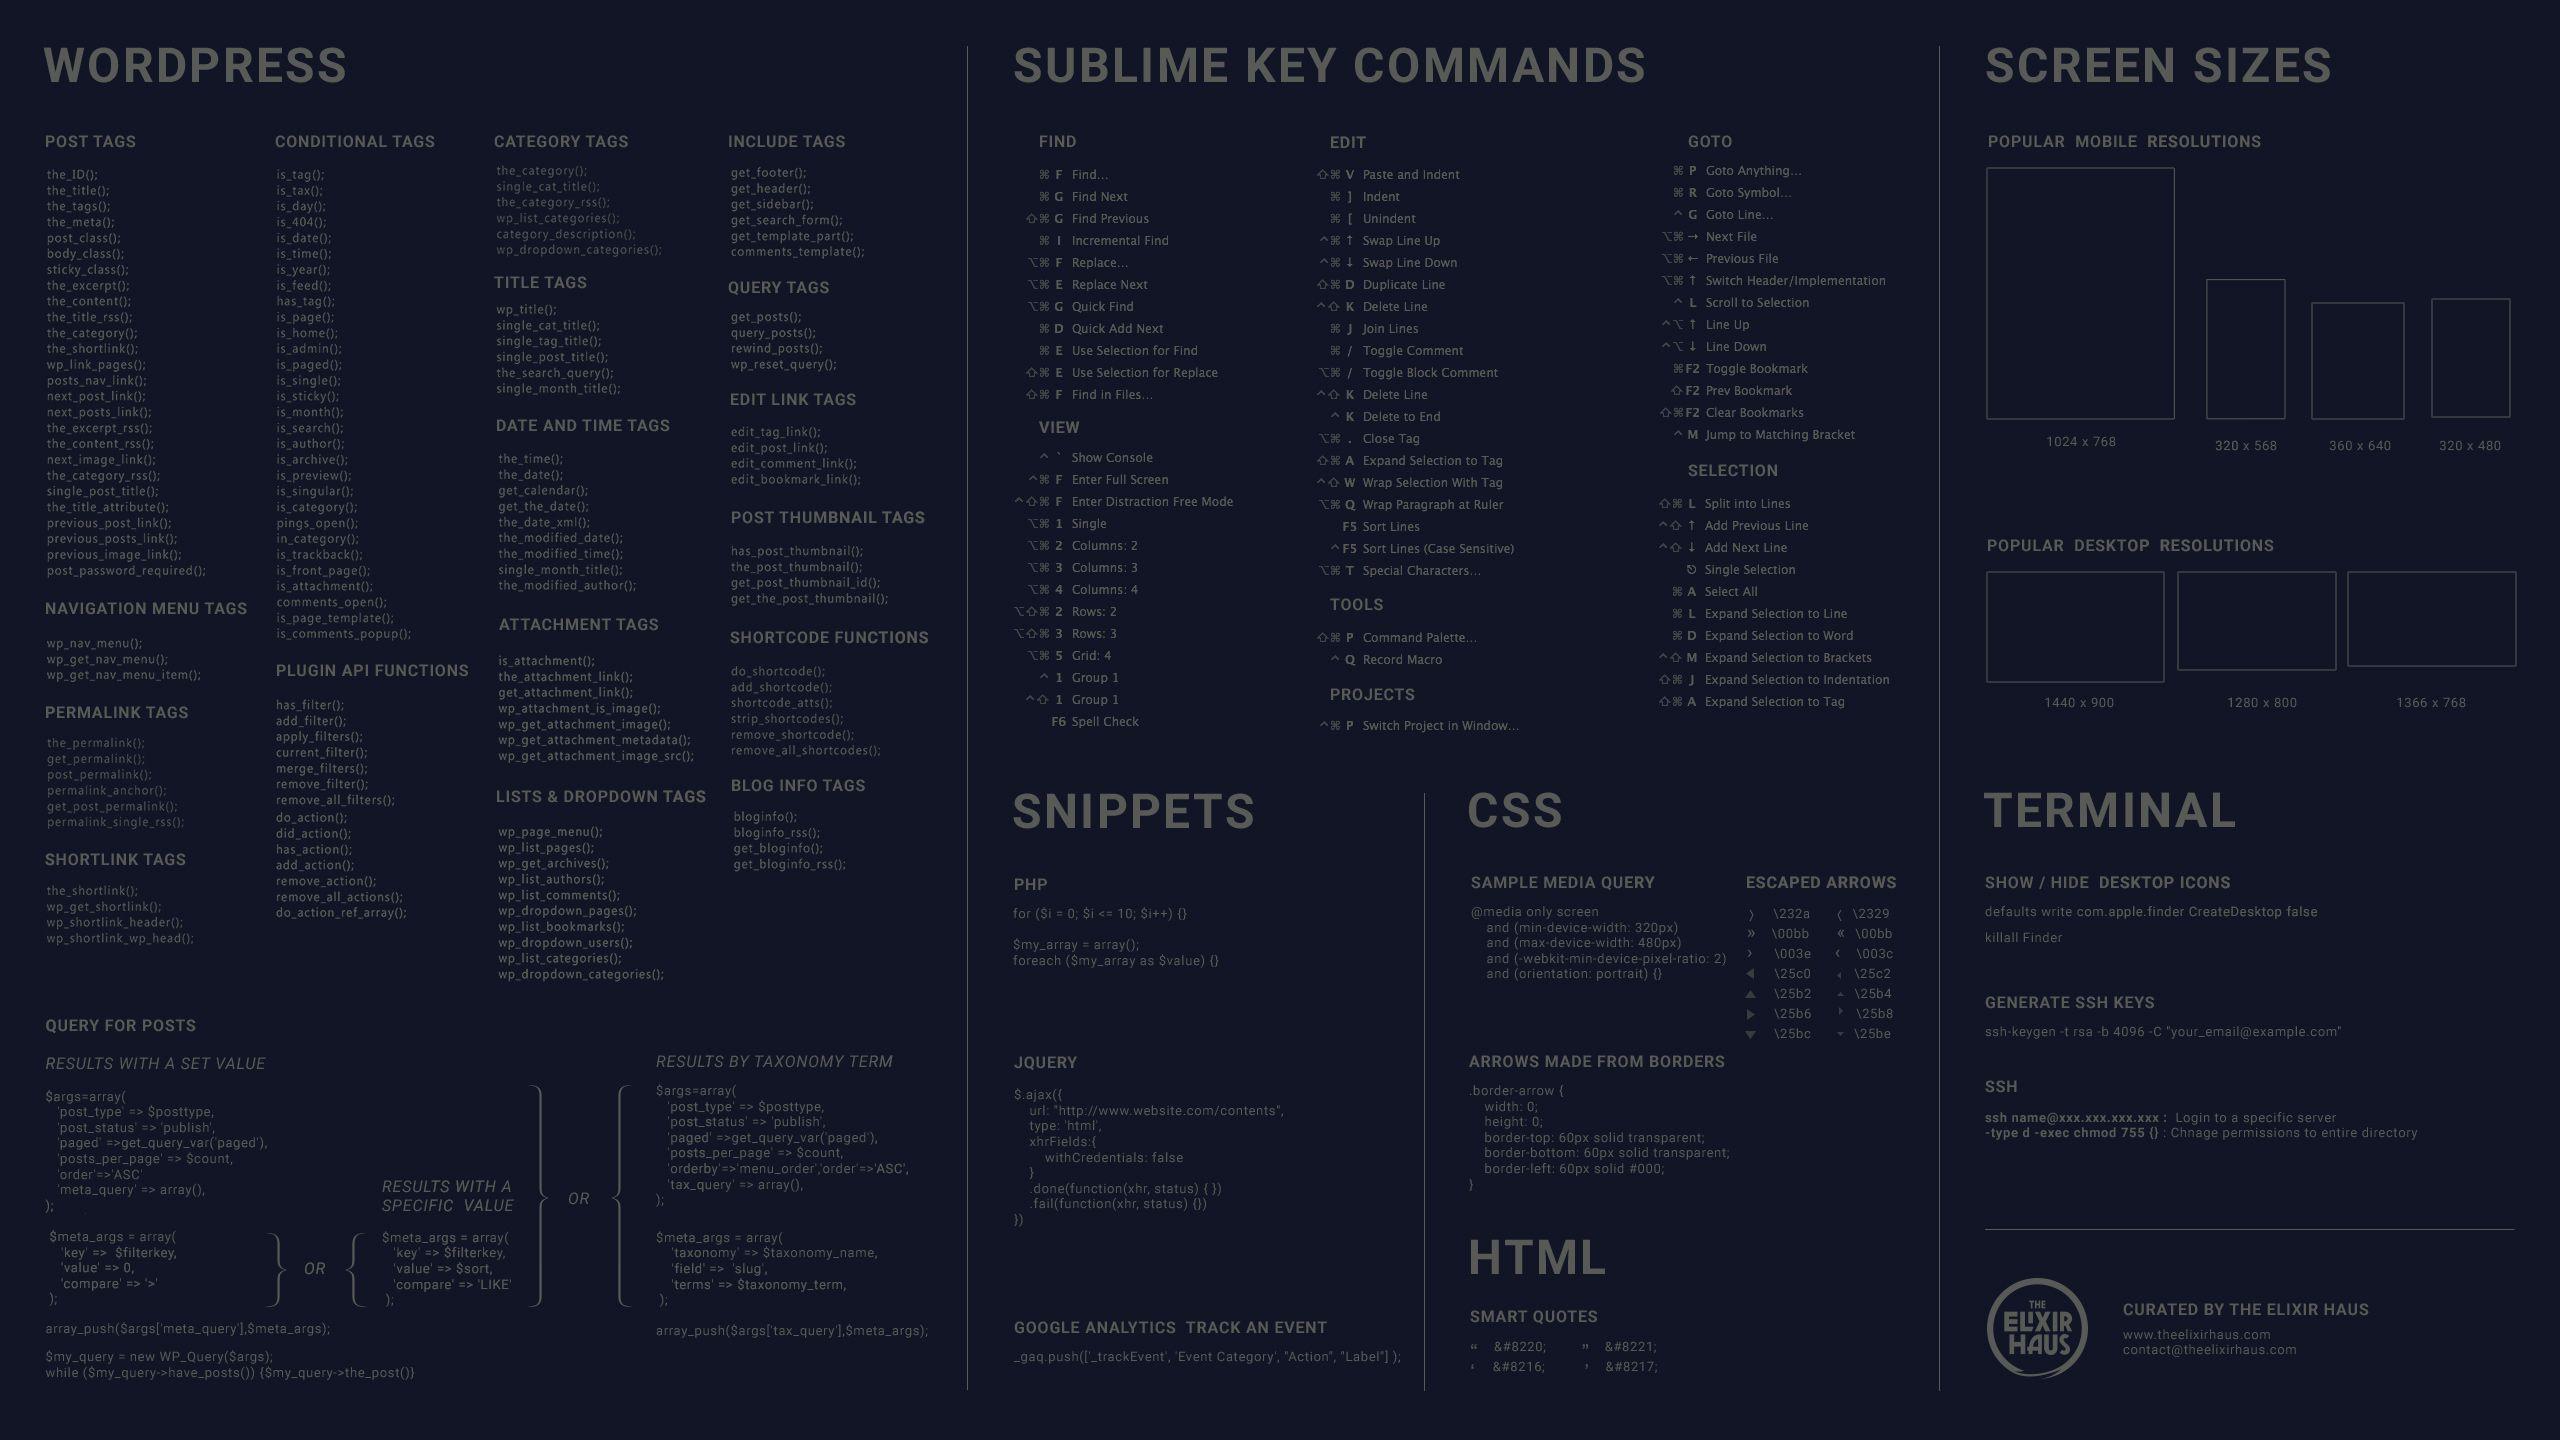 WORDPRESS
POST TAGS
the_ID();
the_title();
the_tags();
the_meta();
post_class();
body_class();
sticky_class();
the_excerpt();
the_content();
the_title_rss();
the_category();
the_shortlink();
wp_link_pages();
posts_nav_link();
next_post_link();
next_posts_link();
the_excerpt_rss();
the_content_rss();
next_image_link();
the_category_rss();
single_post_title();
the_title_attribute();
previous_post_link();
previous_posts_link();
previous_image_link();
post_password_required();
NAVIGATION MENU TAGS
wp_nav_menu();
wp_get_nav_menu();
wp_get_nav_menu_item();
PERMALINK TAGS
the_permalink();
get_permalink();
post_permalink();
permalink_anchor();
get_post_permalink();
permalink_single_rss();
SHORTLINK TAGS
the_shortlink();
wp_get_shortlink();
wp_shortlink_header();
wp_shortlink_wp_head();
CONDITIONAL TAGS
is_tag();
is_tax();
is_day();
is_404();
is_date();
is_time();
is_year();
is_feed();
has_tag();
is_page();
is_home();
is_admin();
is_paged();
is_single();
is_sticky();
is_month();
is_search();
is_author();
is_archive();
is_preview();
is_singular();
is_category();
pings_open();
in_category();
is_trackback();
is_front_page();
is_attachment();
comments_open();
is_page_template();
is_comments_popup();
PLUGIN API FUNCTIONS
has_filter();
add_filter();
apply_filters();
current_filter();
merge_filters();
remove_filter();
remove_all_filters();
do_action();
did_action();
has_action();
add_action();
remove_action();
remove_all_actions();
do_action_ref_array();
CATEGORY TAGS
the_category();
single_cat_title();
the_category_rss();
wp_list_categories();
category_description();
wp_dropdown_categories();
TITLE TAGS
wp_title();
single_cat_title();
single_tag_title();
single_post_title();
the_search_query();
single_month_title();
DATE AND TIME TAGS
the_time();
the_date();
get_calendar();
get_the_date();
the_date_xml();
the_modified_date();
the_modified_time();
single_month_title();
the_modified_author();
ATTACHMENT TAGS
is_attachment();
the_attachment_link();
get_attachment_link();
wp_attachment_is_image();
wp_get_attachment_image();
wp_get_attachment_metadata();
wp_get_attachment_image_src();
LISTS & DROPDOWN TAGS
wp_page_menu();
wp_list_pages();
wp_get_archives();
wp_list_authors();
wp_list_comments();
wp_dropdown_pages();
wp_list_bookmarks();
wp_dropdown_users();
wp_list_categories();
wp_dropdown_categories();
INCLUDE TAGS
get_footer();
get_header();
get_sidebar();
get_search_form();
get_template_part();
comments_template();
QUERY TAGS
get_posts();
query_posts();
rewind_posts();
wp_reset_query();
EDIT LINK TAGS
edit_tag_link();
edit_post_link();
edit_comment_link();
edit_bookmark_link();
POST THUMBNAIL TAGS
has_post_thumbnail();
the_post_thumbnail();
get_post_thumbnail_id();
get_the_post_thumbnail();
SHORTCODE FUNCTIONS
do_shortcode();
add_shortcode();
shortcode_atts();
strip_shortcodes();
remove_shortcode();
remove_all_shortcodes();
BLOG INFO TAGS
bloginfo();
bloginfo_rss();
get_bloginfo();
get_bloginfo_rss();
QUERY FOR POSTS
RESULTS WITH A SET VALUE
$args=array(
'post_type' => $posttype,
'post_status' => 'publish',
'paged' =>get_query_var('paged'),
'posts_per_page' => $count,
'order'=>'ASC'
'meta_query' => array(),
);
$meta_args = array(
'key' => $filterkey,
'value' => 0,
'compare' => '>'
);
OR
RESULTS WITH A
SPECIFIC VALUE
$meta_args = array(
'key' => $filterkey,
'value' => $sort,
'compare' => 'LIKE'
);
array_push($args['meta_query'],$meta_args);
$my_query = new WP_Query($args);
while ($my_query->have_posts()) {$my_query->the_post()}
OR
RESULTS BY TAXONOMY TERM
$args=array(
'post_type' => $posttype,
'post_status' => 'publish',
'paged' =>get_query_var('paged'),
'posts_per_page' => $count,
'orderby'=>'menu_order','order'=>'ASC',
'tax_query' => array(),
);
$meta_args = array(
'taxonomy' => $taxonomy_name,
'field' => 'slug',
'terms' => $taxonomy_term,
);
array_push($args['tax_query'],$meta_args);
SUBLIME KEY COMMANDS
FIND
⌘ F Find...
⌘ G Find Next
⇧⌘ G Find Previous
⌘ I Incremental Find
⌥⌘ F Replace...
⌥⌘ E Replace Next
⌥⌘ G Quick Find
⌘ D Quick Add Next
⌘ E Use Selection for Find
⇧⌘ E Use Selection for Replace
⇧⌘ F Find in Files...
VIEW
^ ` Show Console
^⌘ F Enter Full Screen
^⇧⌘ F Enter Distraction Free Mode
⌥⌘ 1 Single
⌥⌘ 2 Columns: 2
⌥⌘ 3 Columns: 3
⌥⌘ 4 Columns: 4
⌥⇧⌘ 2 Rows: 2
⌥⇧⌘ 3 Rows: 3
⌥⌘ 5 Grid: 4
^ 1 Group 1
^⇧ 1 Group 1
F6 Spell Check
EDIT
⇧⌘ V Paste and Indent
⌘ ] Indent
⌘ [ Unindent
^⌘ ↑ Swap Line Up
^⌘ ↓ Swap Line Down
⇧⌘ D Duplicate Line
^⇧ K Delete Line
⌘ J Join Lines
⌘ / Toggle Comment
⌥⌘ / Toggle Block Comment
^⇧ K Delete Line
^ K Delete to End
⌥⌘ . Close Tag
⇧⌘ A Expand Selection to Tag
^⇧ W Wrap Selection With Tag
⌥⌘ Q Wrap Paragraph at Ruler
F5 Sort Lines
^ F5 Sort Lines (Case Sensitive)
⌥⌘ T Special Characters...
TOOLS
⇧⌘ P Command Palette...
^ Q Record Macro
PROJECTS
^⌘ P Switch Project in Window...
GOTO
⌘ P Goto Anything...
⌘ R Goto Symbol...
^ G Goto Line...
⌥⌘ → Next File
⌥⌘ ← Previous File
⌥⌘ ↑ Switch Header/Implementation
^ L Scroll to Selection
^⌥ ↑ Line Up
^⌥ ↓ Line Down
⌘F2 Toggle Bookmark
⇧F2 Prev Bookmark
⇧⌘F2 Clear Bookmarks
^ M Jump to Matching Bracket
SELECTION
⇧⌘ L Split into Lines
^⇧ ↑ Add Previous Line
^⇧ ↓ Add Next Line
⎋ Single Selection
⌘ A Select All
⌘ L Expand Selection to Line
⌘ D Expand Selection to Word
^⇧ M Expand Selection to Brackets
⇧⌘ J Expand Selection to Indentation
⇧⌘ A Expand Selection to Tag
SNIPPETS
PHP
for ($i = 0; $i <= 10; $i++) {}
$my_array = array();
foreach ($my_array as $value) {}
JQUERY
$.ajax({
url: "http://www.website.com/contents",
type: 'html',
xhrFields:{
withCredentials: false
}
.done(function(xhr, status) { })
.fail(function(xhr, status) {})
})
GOOGLE ANALYTICS TRACK AN EVENT
_gaq.push(['_trackEvent', 'Event Category', "Action", "Label"] );
CSS
SAMPLE MEDIA QUERY
@media only screen
and (min-device-width: 320px)
and (max-device-width: 480px)
and (-webkit-min-device-pixel-ratio: 2)
and (orientation: portrait) {}
ESCAPED ARROWS
〉 \232a 〈 \2329
» \00bb « \00bb
› \003e ‹ \003c
◀ \25c0 ◂ \25c2
▲ \25b2 ▴ \25b4
▶ \25b6 ▸ \25b8
▼ \25bc ▾ \25be
ARROWS MADE FROM BORDERS
.border-arrow {
width: 0;
height: 0;
border-top: 60px solid transparent;
border-bottom: 60px solid transparent;
border-left: 60px solid #000;
}
HTML
SMART QUOTES
“ &#8220; ” &#8221;
‘ &#8216; ’ &#8217;
SCREEN SIZES
POPULAR MOBILE RESOLUTIONS
1024 x 768
320 x 568
360 x 640
320 x 480
POPULAR DESKTOP RESOLUTIONS
1440 x 900
1280 x 800
1366 x 768
TERMINAL
SHOW / HIDE DESKTOP ICONS
defaults write com.apple.finder CreateDesktop false
killall Finder
GENERATE SSH KEYS
ssh-keygen -t rsa -b 4096 -C "your_email@example.com"
SSH
ssh name@xxx.xxx.xxx.xxx : Login to a specific server
-type d -exec chmod 755 {} : Chnage permissions to entire directory
THE
ELIXIR
HAUS
CURATED BY THE ELIXIR HAUS
www.theelixirhaus.com
contact@theelixirhaus.com